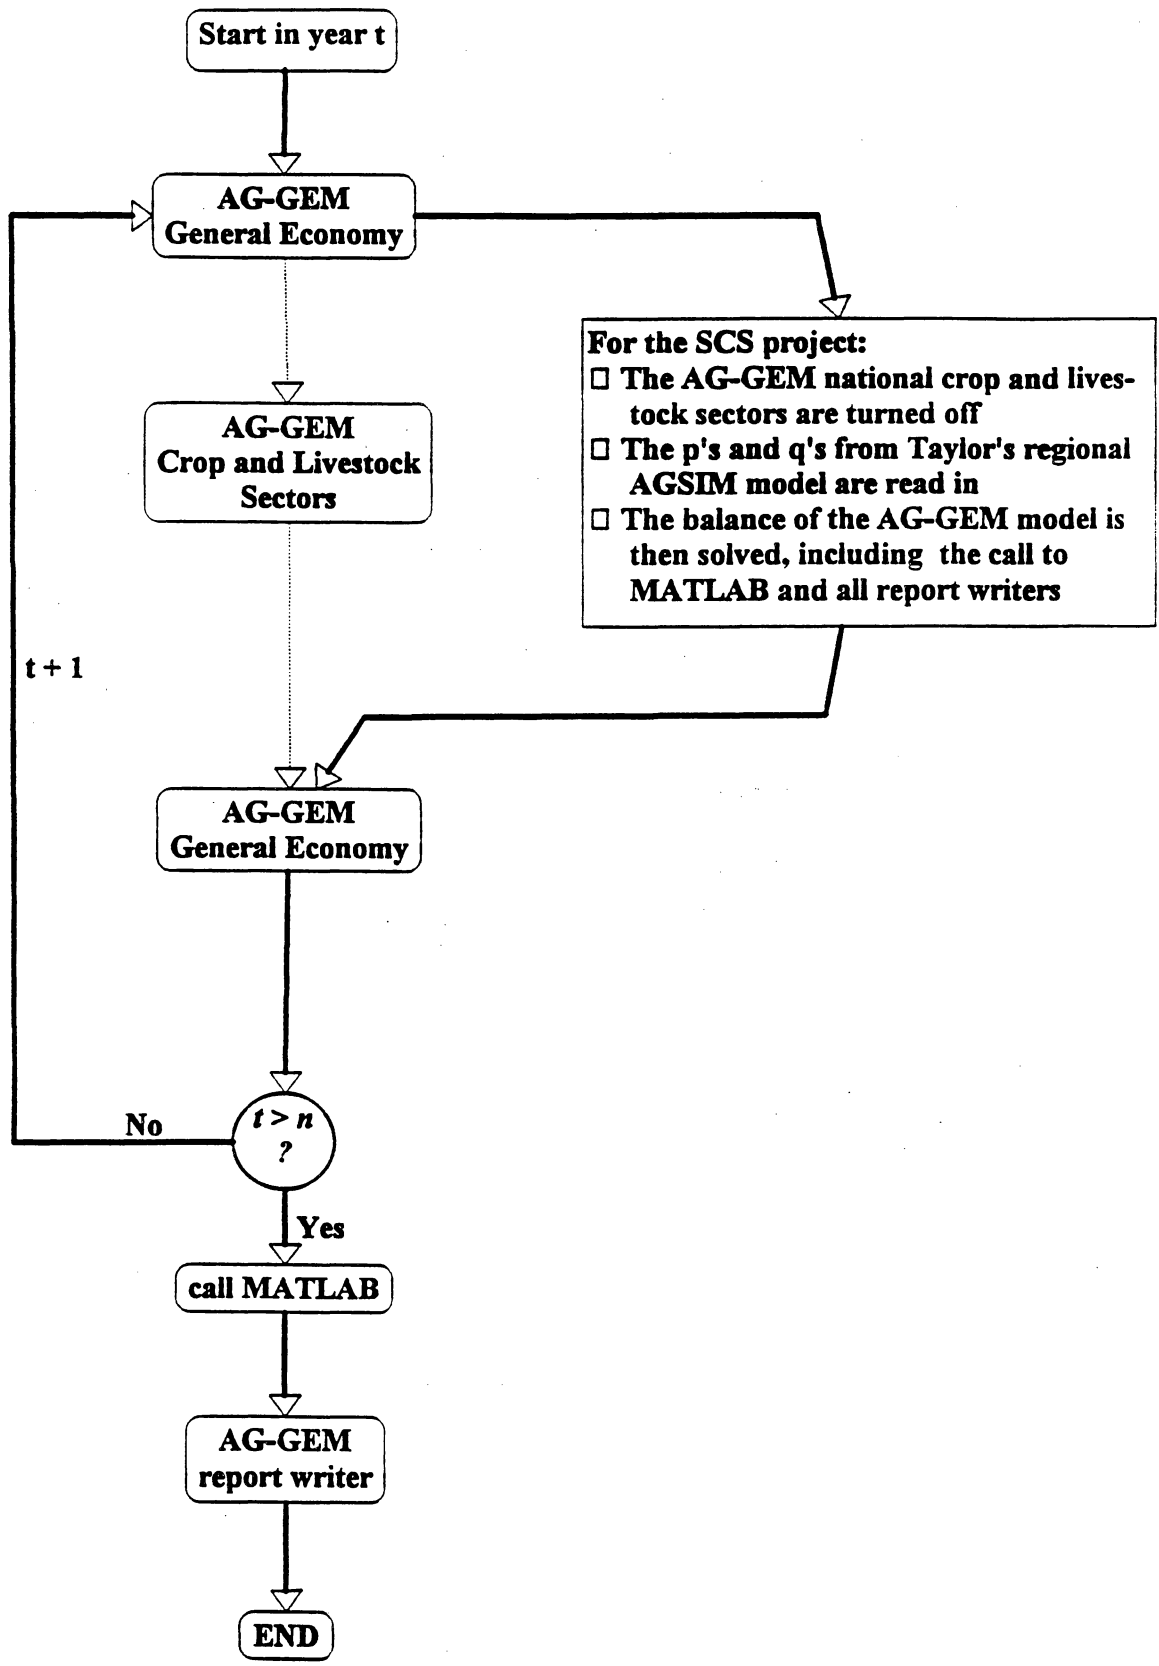 Start in year t
AG-GEM
General Economy
For the SCS project:
☐ The AG-GEM national crop and lives-
tock sectors are turned off
☐ The p's and q's from Taylor's regional
AGSIM model are read in
☐ The balance of the AG-GEM model is
then solved, including the call to
MATLAB and all report writers
AG-GEM
Crop and Livestock
Sectors
t + 1
AG-GEM
General Economy
t > n
?
No
Yes
call MATLAB
AG-GEM
report writer
END